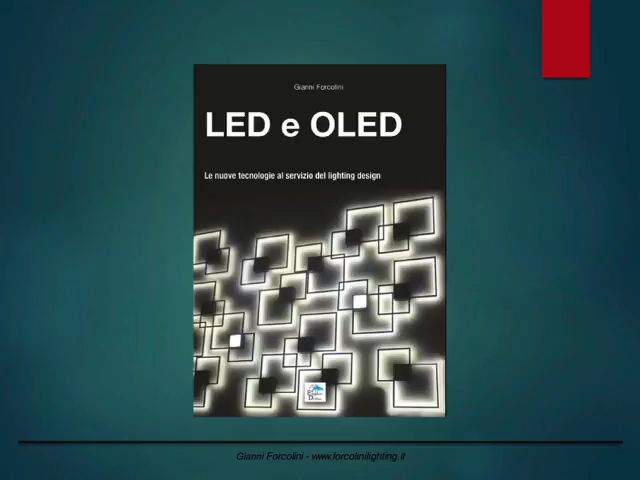 Gianni Forcolini
LED e OLED
Le nuove tecnologie al servizio del lighting design
Gianni Forcolini - www.forcolinilighting.it